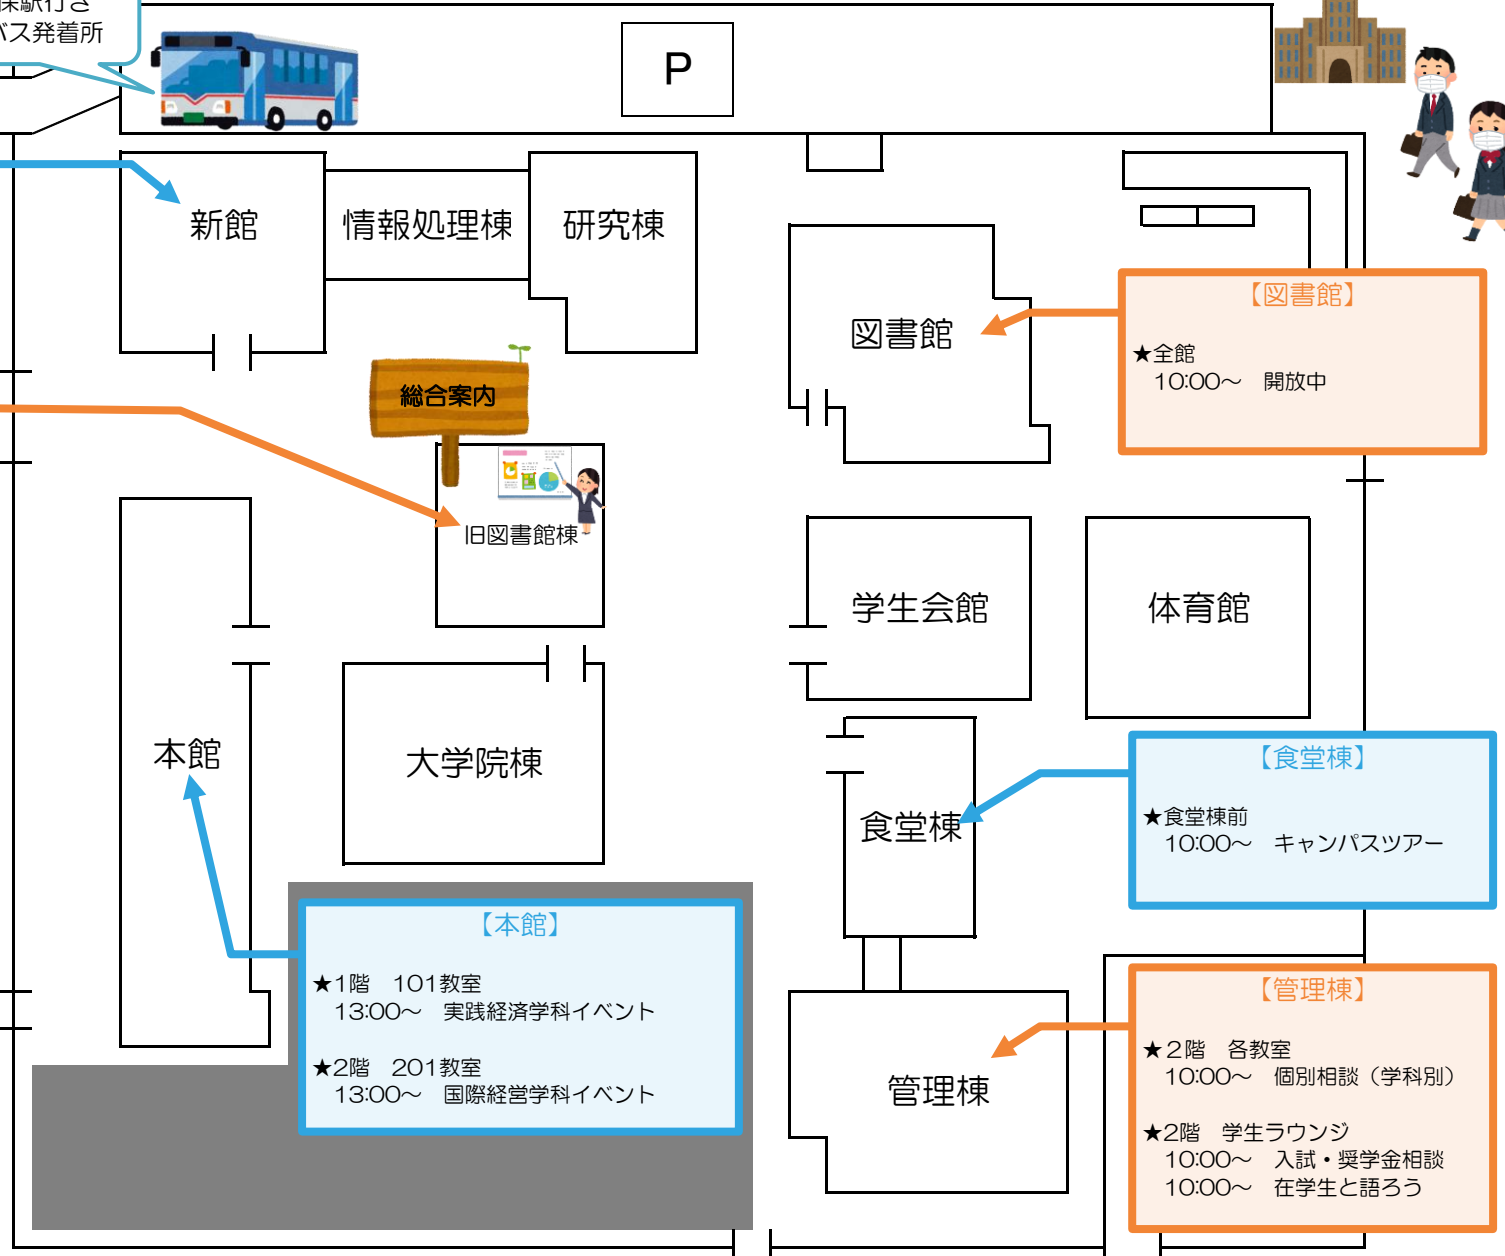 バス発着所
P
新館
情報処理棟
研究棟
図書館
【図書館】
★全館
10:00～　開放中
総合案内
旧図書館棟
学生会館
体育館
本館
大学院棟
食堂棟
【食堂棟】
★食堂棟前
10:00～　キャンパスツアー
【本館】
★1階　101教室
13:00～　実践経済学科イベント
★2階　201教室
13:00～　国際経営学科イベント
管理棟
【管理棟】
★２階　各教室
10:00～　個別相談（学科別）
★2階　学生ラウンジ
10:00～　入試・奨学金相談
10:00～　在学生と語ろう